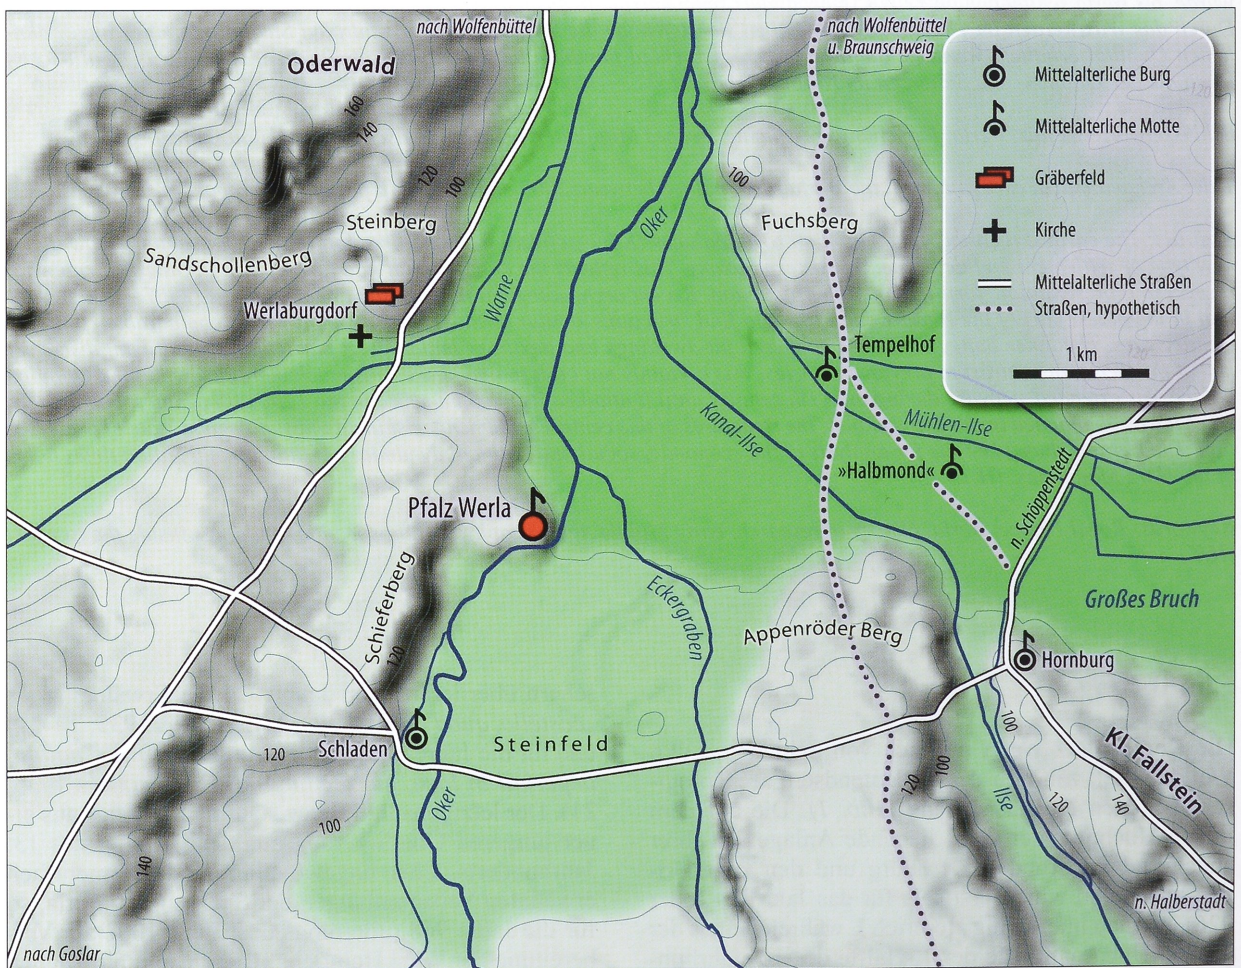 nach Wolfenbüttel
nach Wolfenbüttel
u. Braunschweig
Oderwald
160
140
120
100
Steinberg
Sandschollenberg
Werlaburgdorf
Warne
Oker
100
Fuchsberg
Mittelalterliche Burg
Mittelalterliche Motte
Gräberfeld
Kirche
Mittelalterliche Straßen
Straßen, hypothetisch
1 km
120
120
Tempelhof
Mühlen-Ilse
Kanal-Ilse
»Halbmond«
n. Schöppenstedt
Pfalz Werla
Schieferberg
120
Eckergraben
Großes Bruch
Appenröder Berg
Hornburg
Schladen
Steinfeld
120
100
140
Oker
120
100
Ilse
100
120
140
Kl. Fallstein
n. Halberstadt
nach Goslar